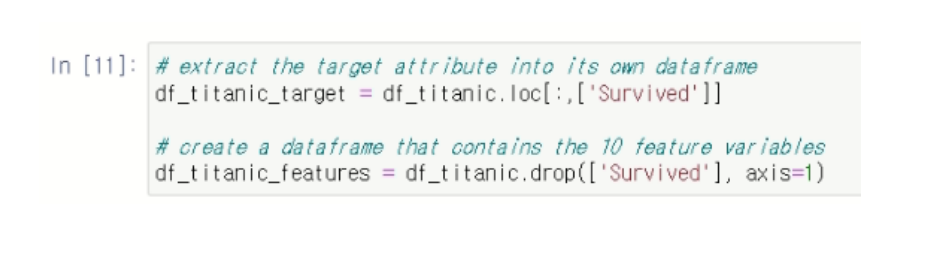 In [11]: # extract the target attribute into its own dataframe
df_titanic_target = df_titanic.loc[:,['Survived']]
# create a dataframe that contains the 10 feature variables
df_titanic_features = df_titanic.drop(['Survived'], axis=1)